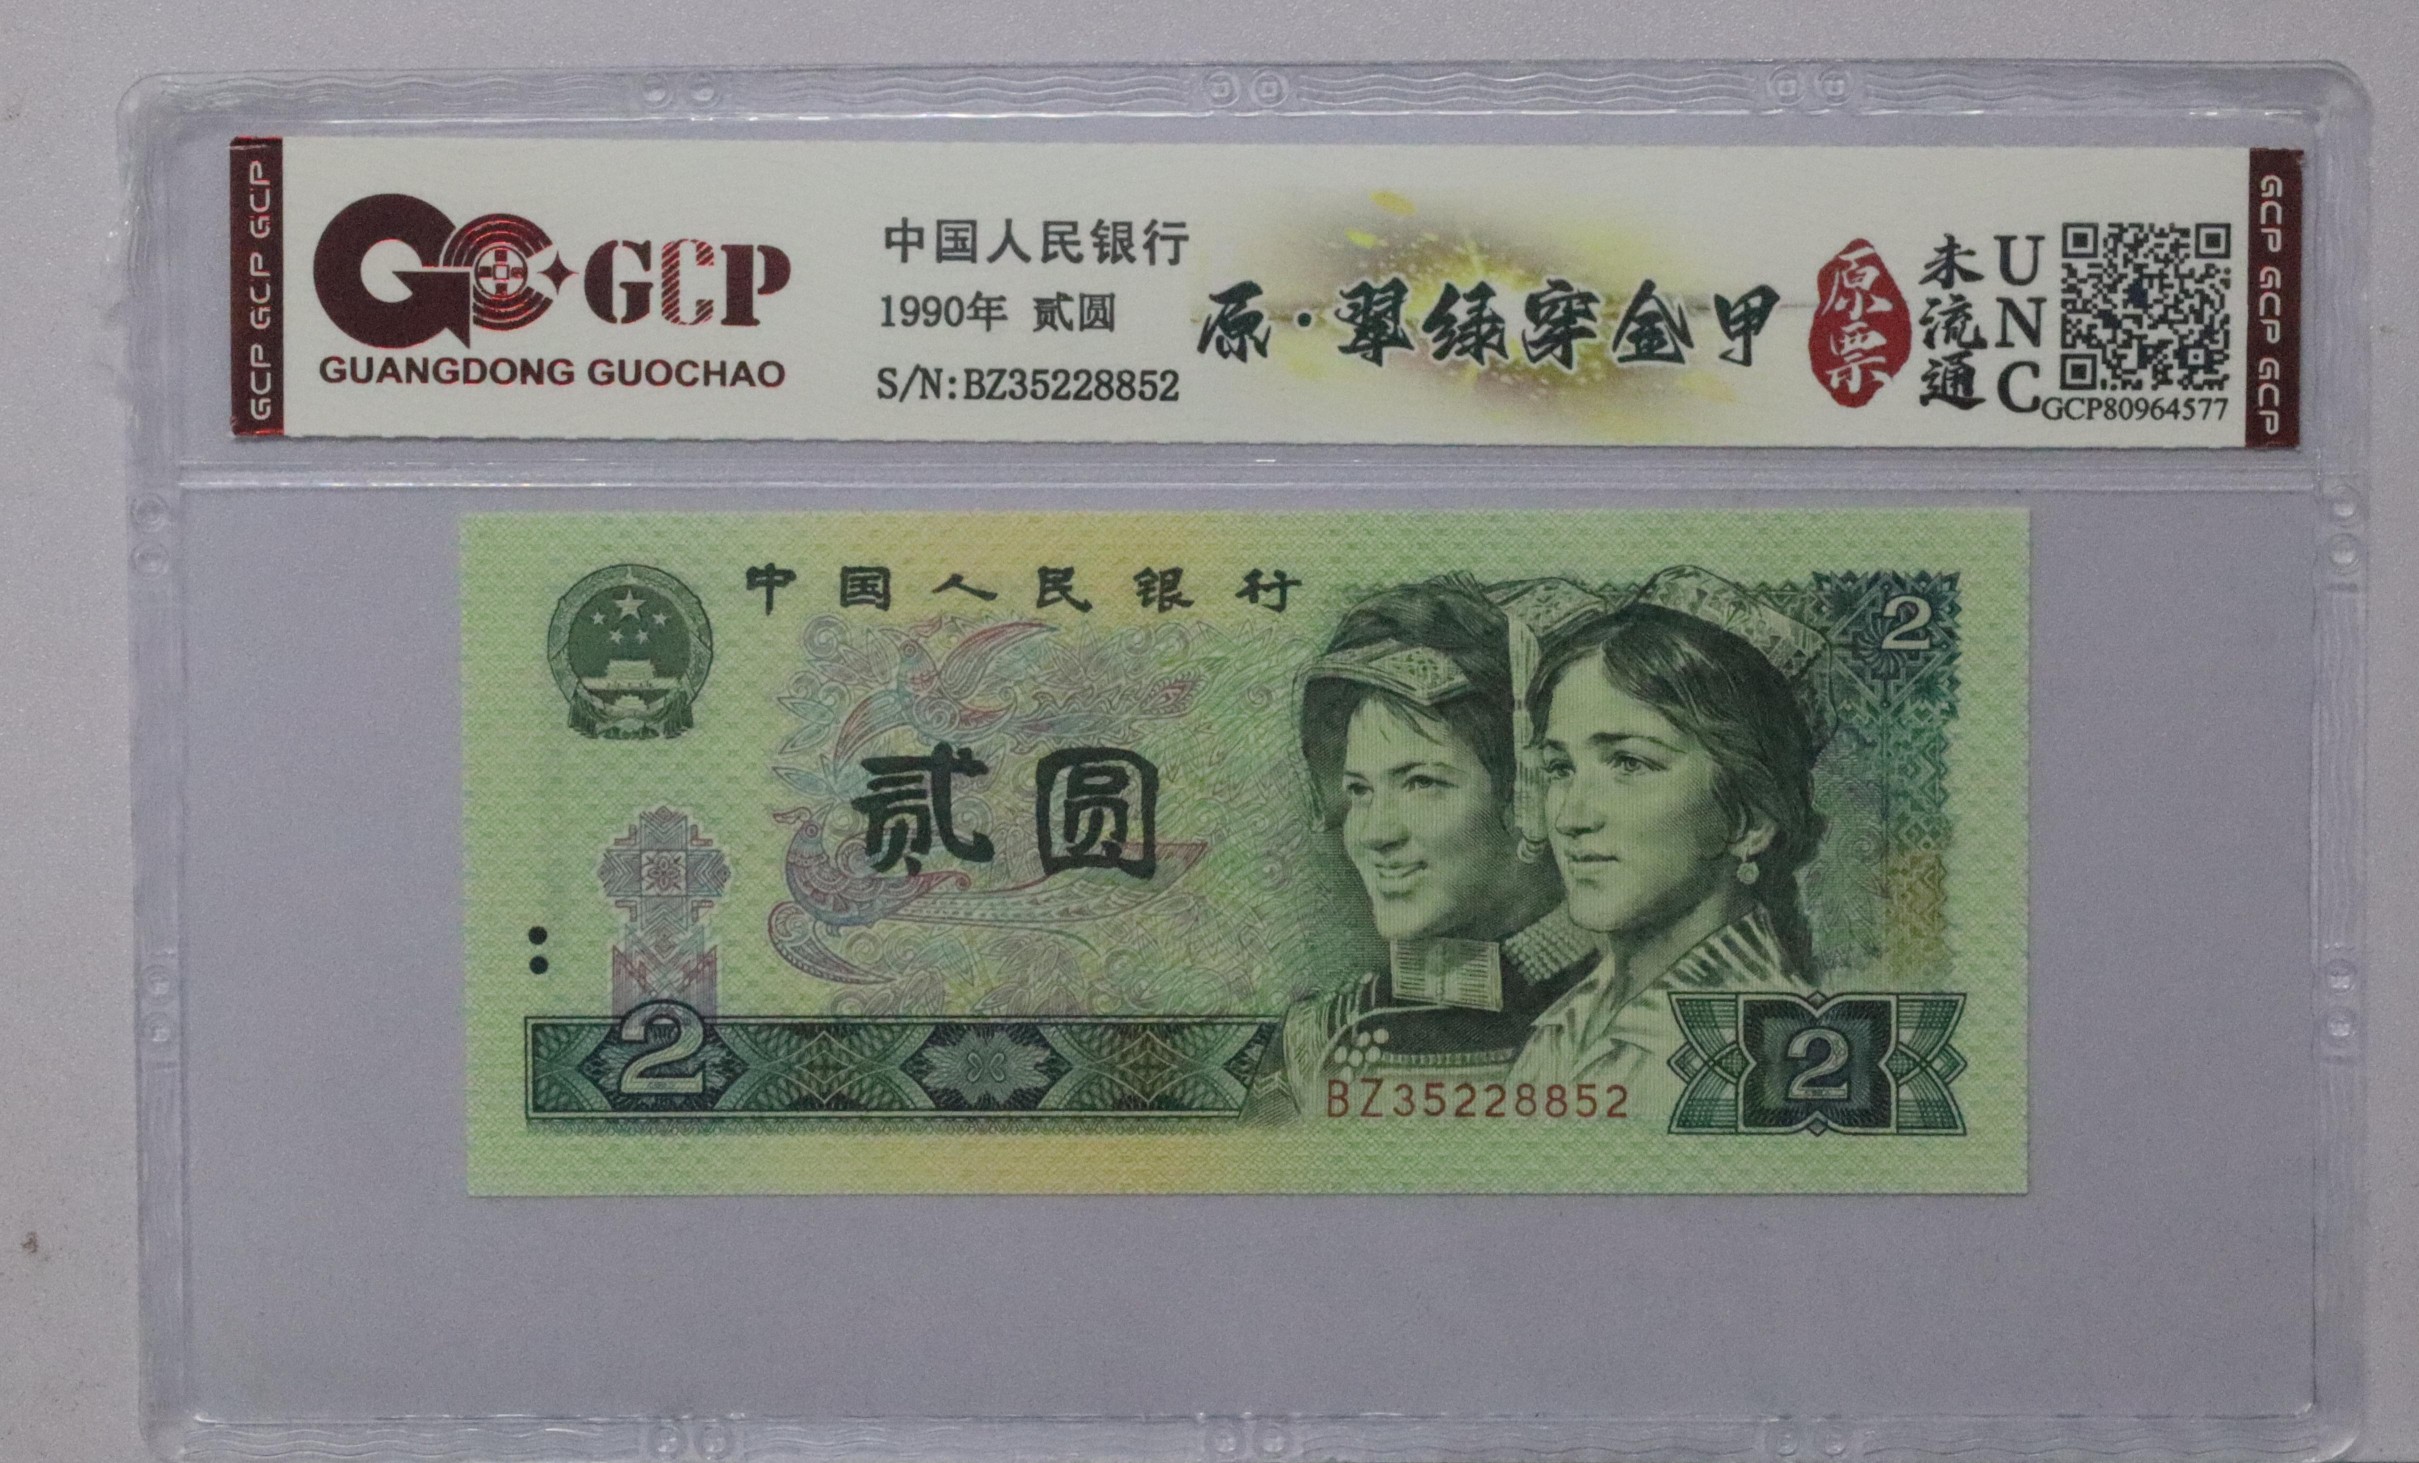 GCP GCP GCP
GC GCP
GUANGDONG GUOCHAO
中国人民银行
1990年 贰圆
S/N:BZ35228852
原·翠绿穿金甲
原票
未流通
UNC
GCP80964577
GCP GCP GCP
中国人民银行
2
贰圆
2
BZ35228852
2